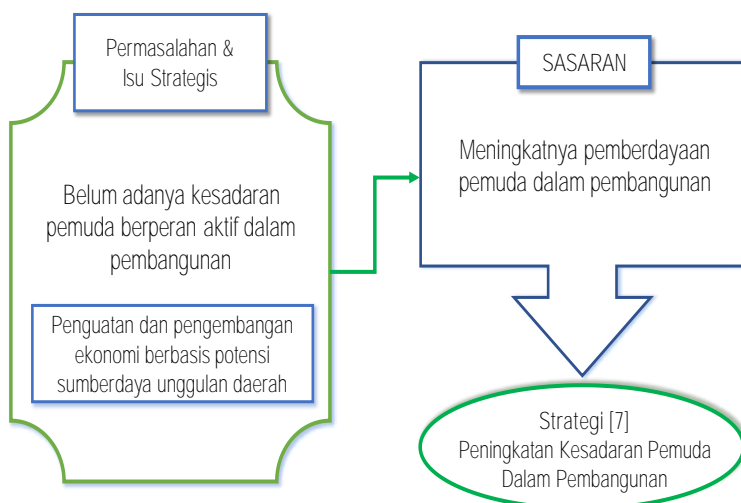 Permasalahan &
Isu Strategis
Belum adanya kesadaran
pemuda berperan aktif dalam
pembangunan
Penguatan dan pengembangan
ekonomi berbasis potensi
sumberdaya unggulan daerah
SASARAN
Meningkatnya pemberdayaan
pemuda dalam pembangunan
Strategi [7]
Peningkatan Kesadaran Pemuda
Dalam Pembangunan